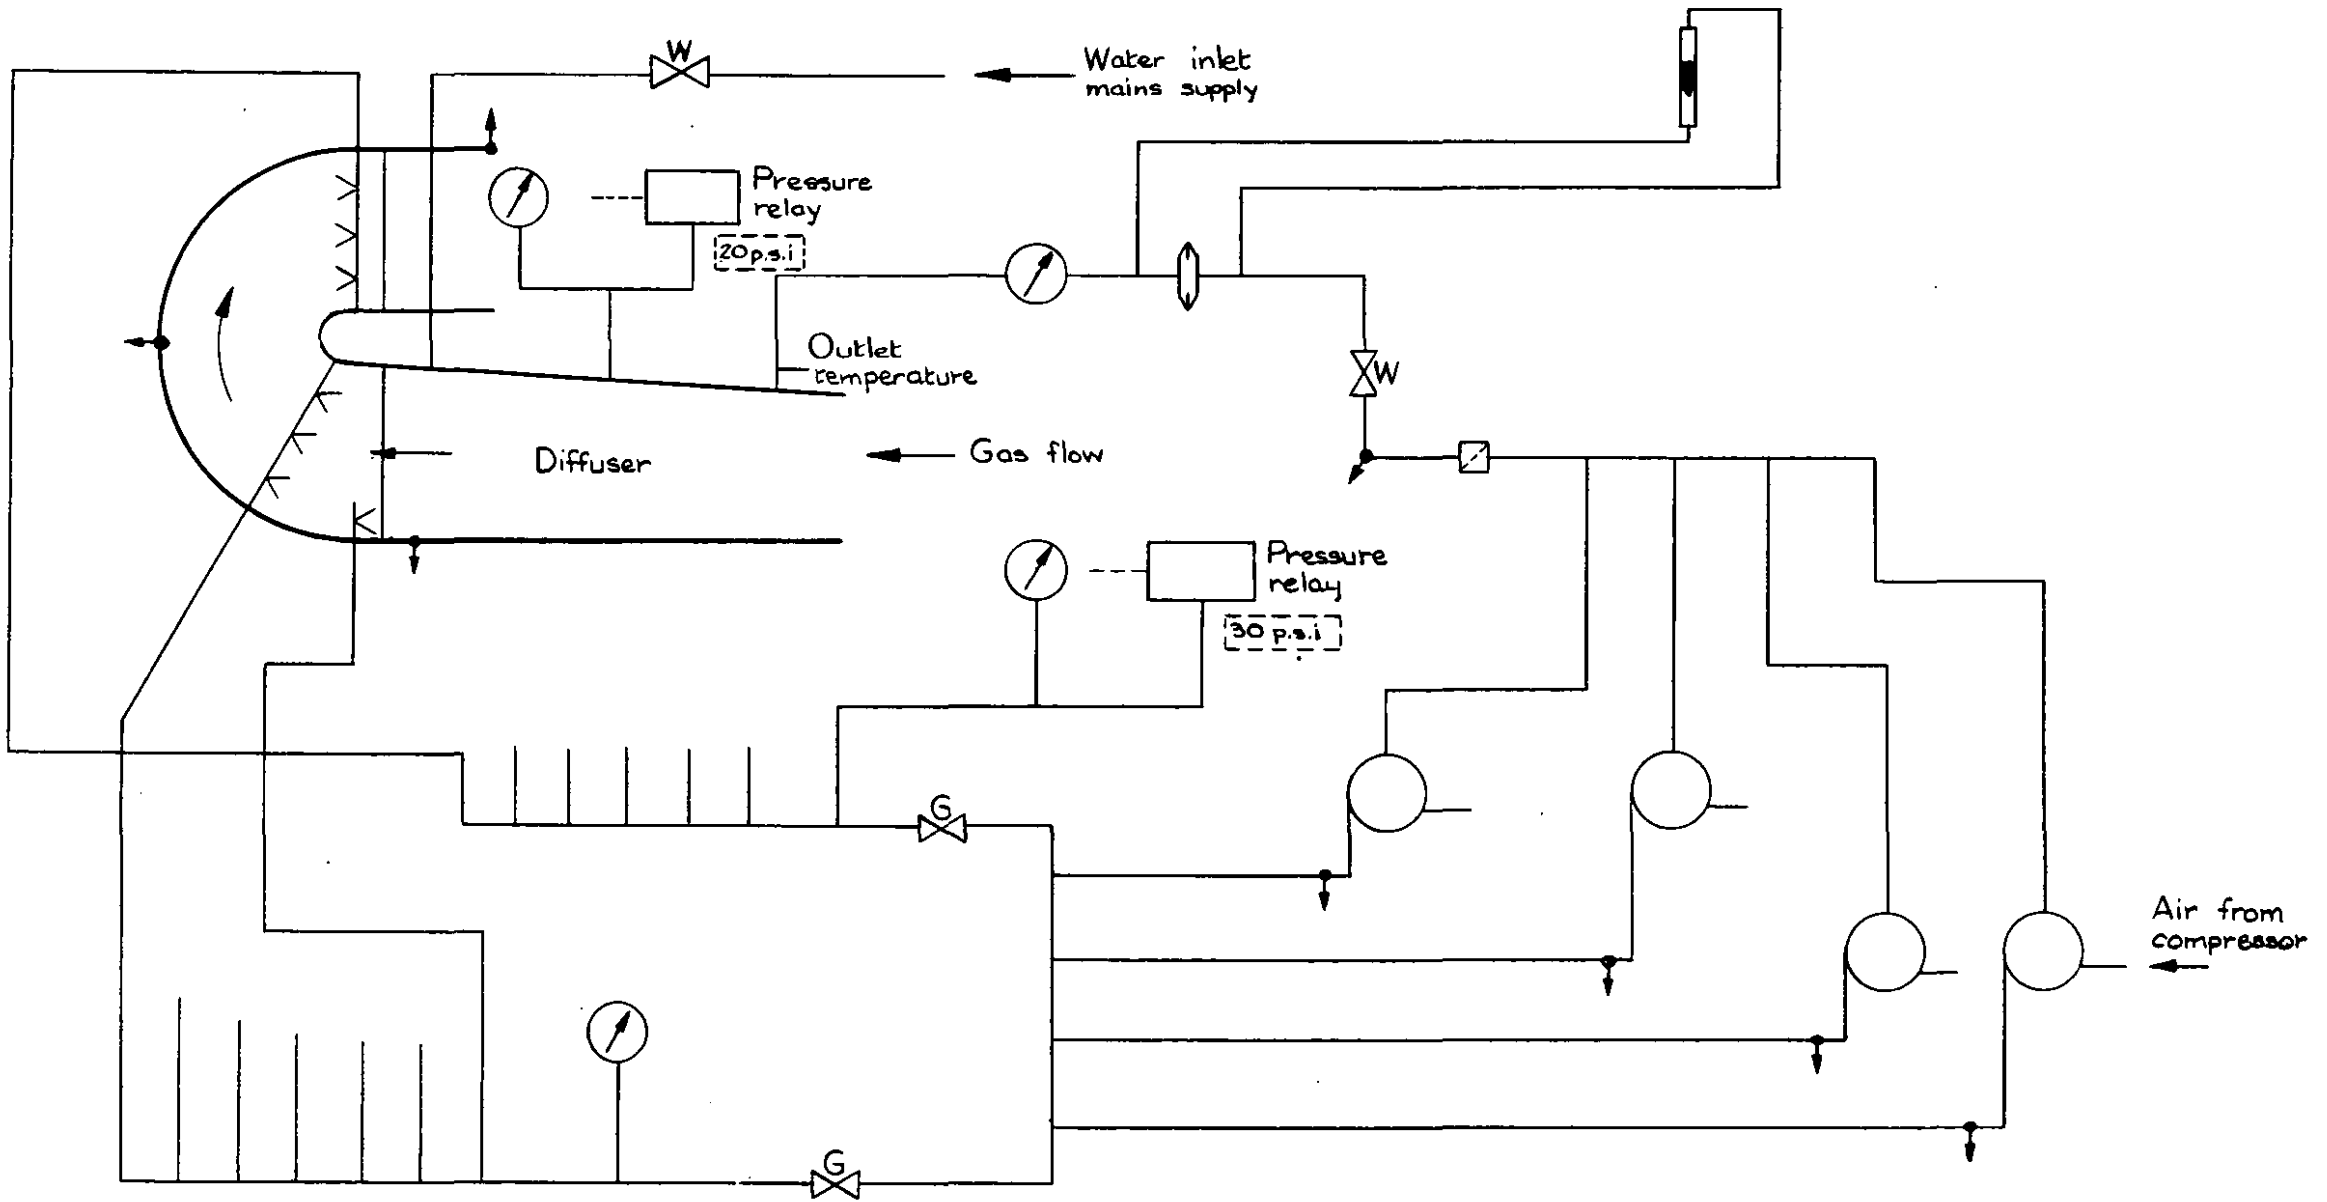 W
Water inlet
mains supply
Pressure
relay
20 p.s.i
Outlet
temperature
W
Diffuser
Gas flow
Pressure
relay
30 p.s.i
G
Air from
compressor
G